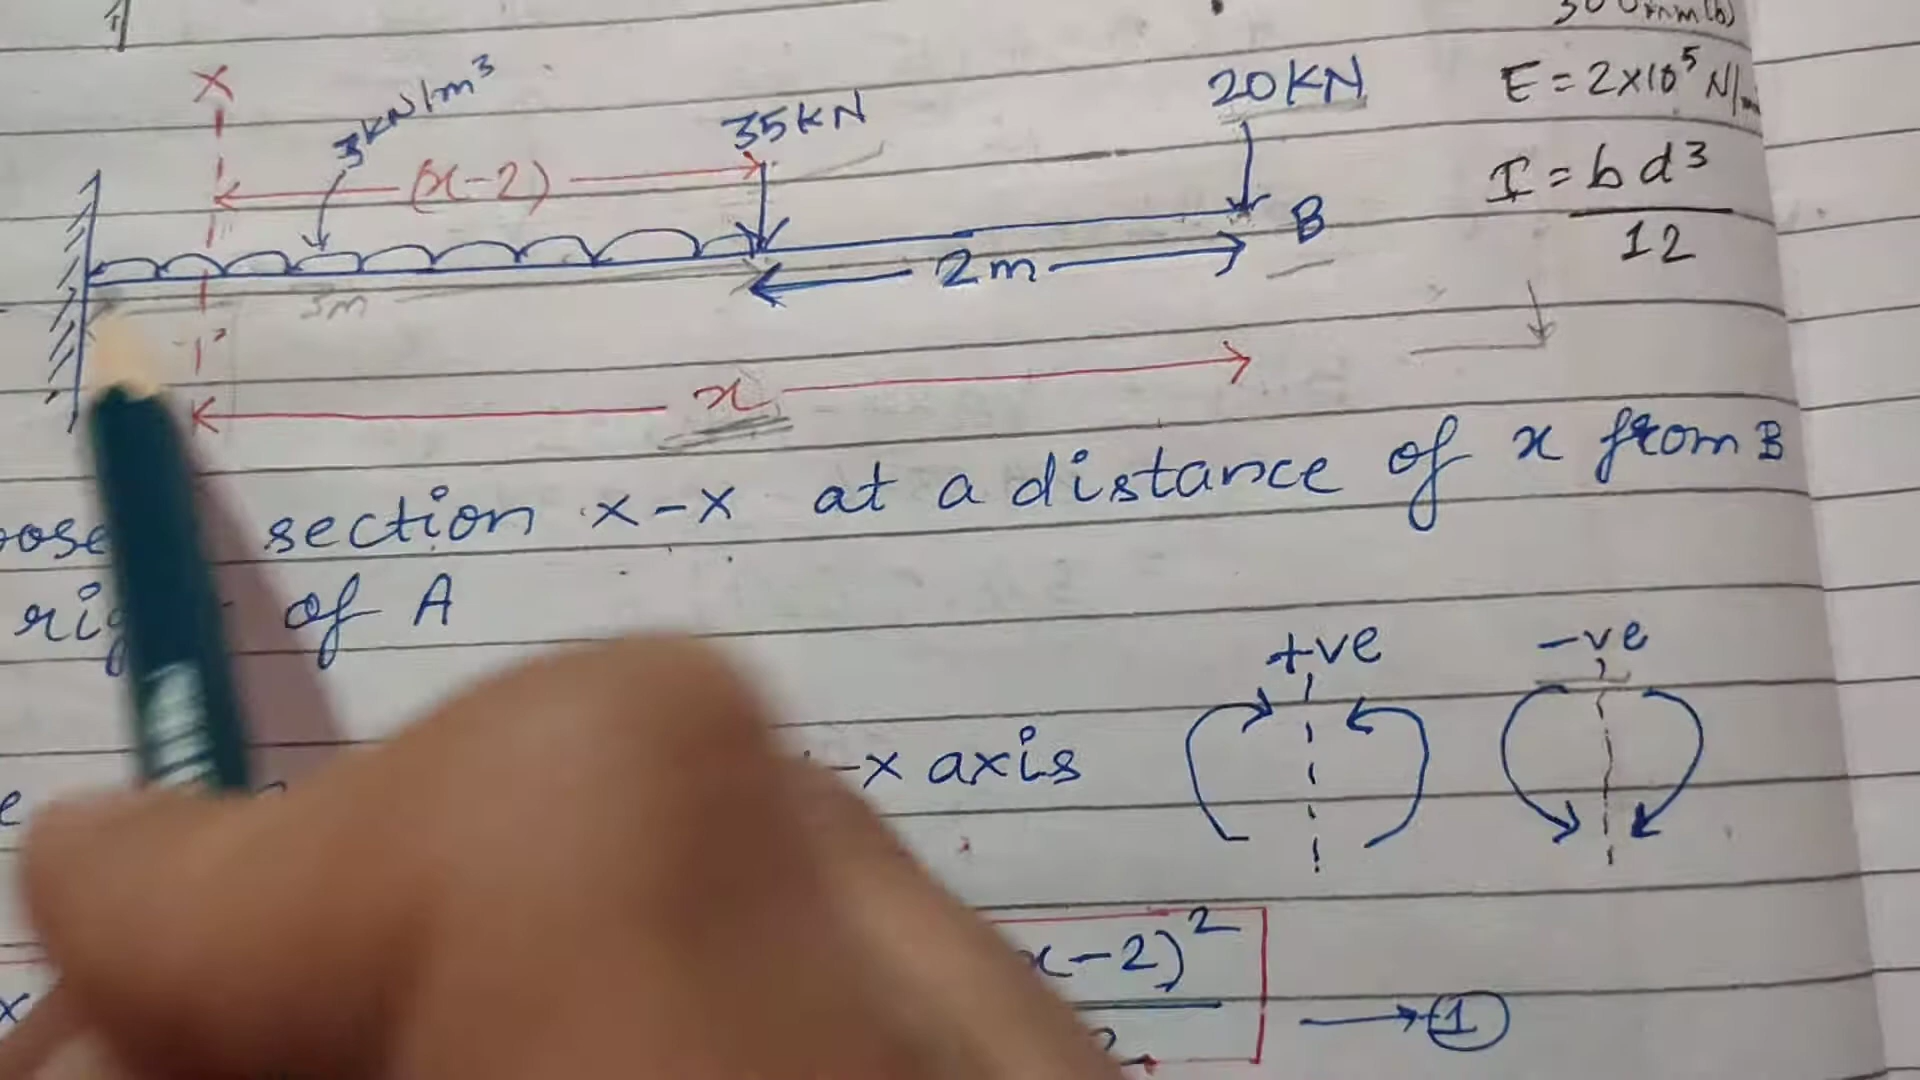 300mm(b)
X
3kN/m³
35kN
20KN
E = 2×10⁵ N/
(x-2)
I = bd³
12
B
2m
3m
x
section x-x at a distance of x from B
of A
+ve
-ve
-x axis
x-2)²
→ 1